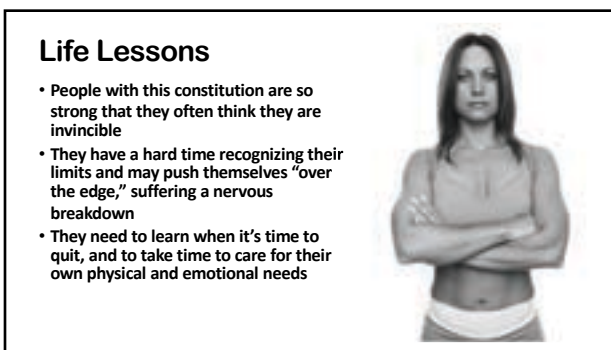 Life Lessons
• People with this constitution are so
strong that they often think they are
invincible
• They have a hard time recognizing their
limits and may push themselves “over
the edge,” suffering a nervous
breakdown
• They need to learn when it’s time to
quit, and to take time to care for their
own physical and emotional needs